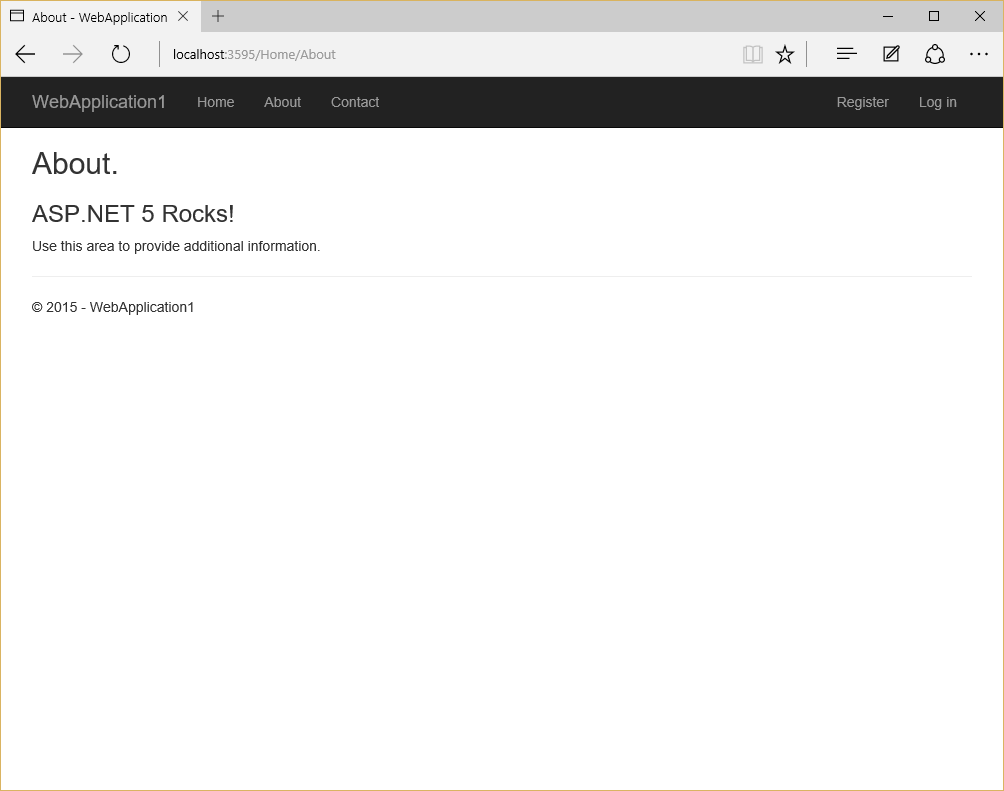 About - WebApplication
localhost:3595/Home/About
WebApplication1 Home About Contact Register Log in
About.
ASP.NET 5 Rocks!
Use this area to provide additional information.
© 2015 - WebApplication1